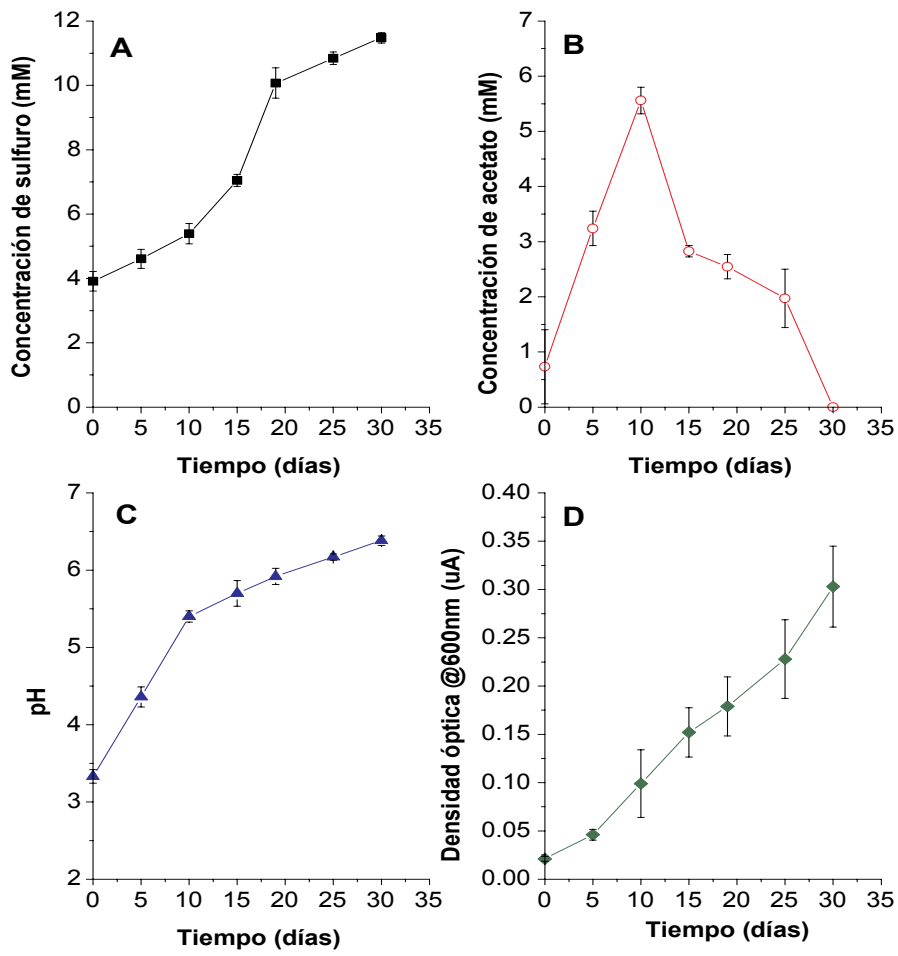 A
Concentración de sulfuro (mM)
12
10
8
6
4
2
0
0 5 10 15 20 25 30 35
Tiempo (días)
B
Concentración de acetato (mM)
7
6
5
4
3
2
1
0
0 5 10 15 20 25 30 35
Tiempo (días)
C
pH
7
6
5
4
3
2
0 5 10 15 20 25 30 35
Tiempo (días)
D
Densidad óptica @600nm (uA)
0.40
0.35
0.30
0.25
0.20
0.15
0.10
0.05
0.00
0 5 10 15 20 25 30 35
Tiempo (días)